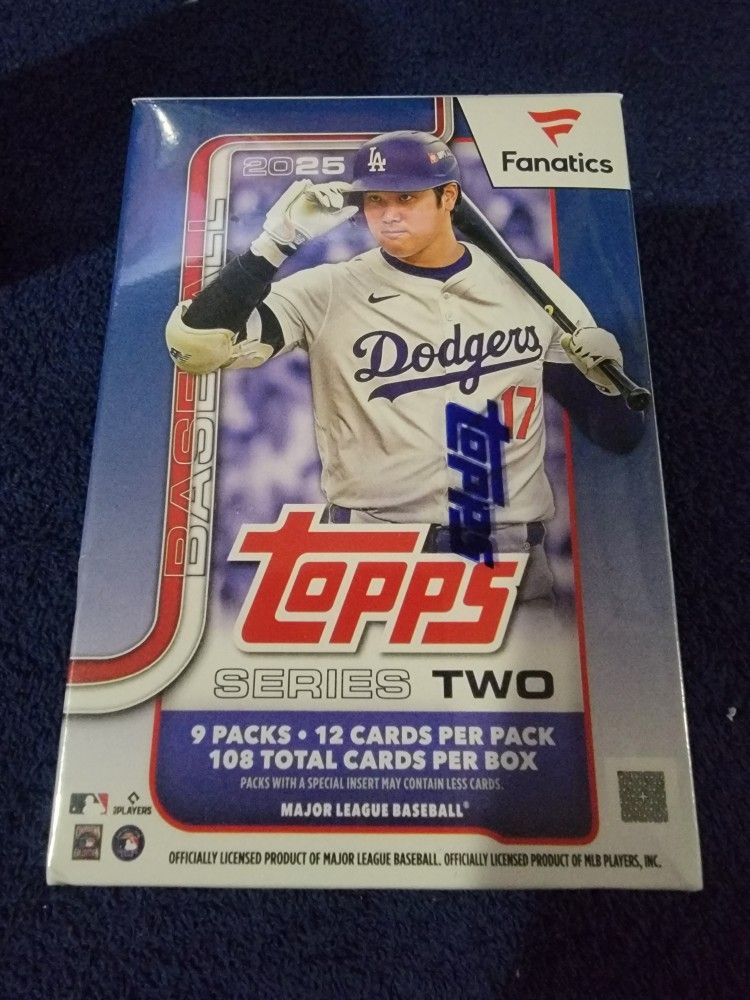 Fanatics
2025
LA
BASEBALL
Dodgers
17
TOPPS
TOPPS
SERIES TWO
9 PACKS • 12 CARDS PER PACK
108 TOTAL CARDS PER BOX
PACKS WITH A SPECIAL INSERT MAY CONTAIN LESS CARDS.
MAJOR LEAGUE BASEBALL®
PLAYERS
OFFICIALLY LICENSED PRODUCT OF MAJOR LEAGUE BASEBALL. OFFICIALLY LICENSED PRODUCT OF MLB PLAYERS, INC.